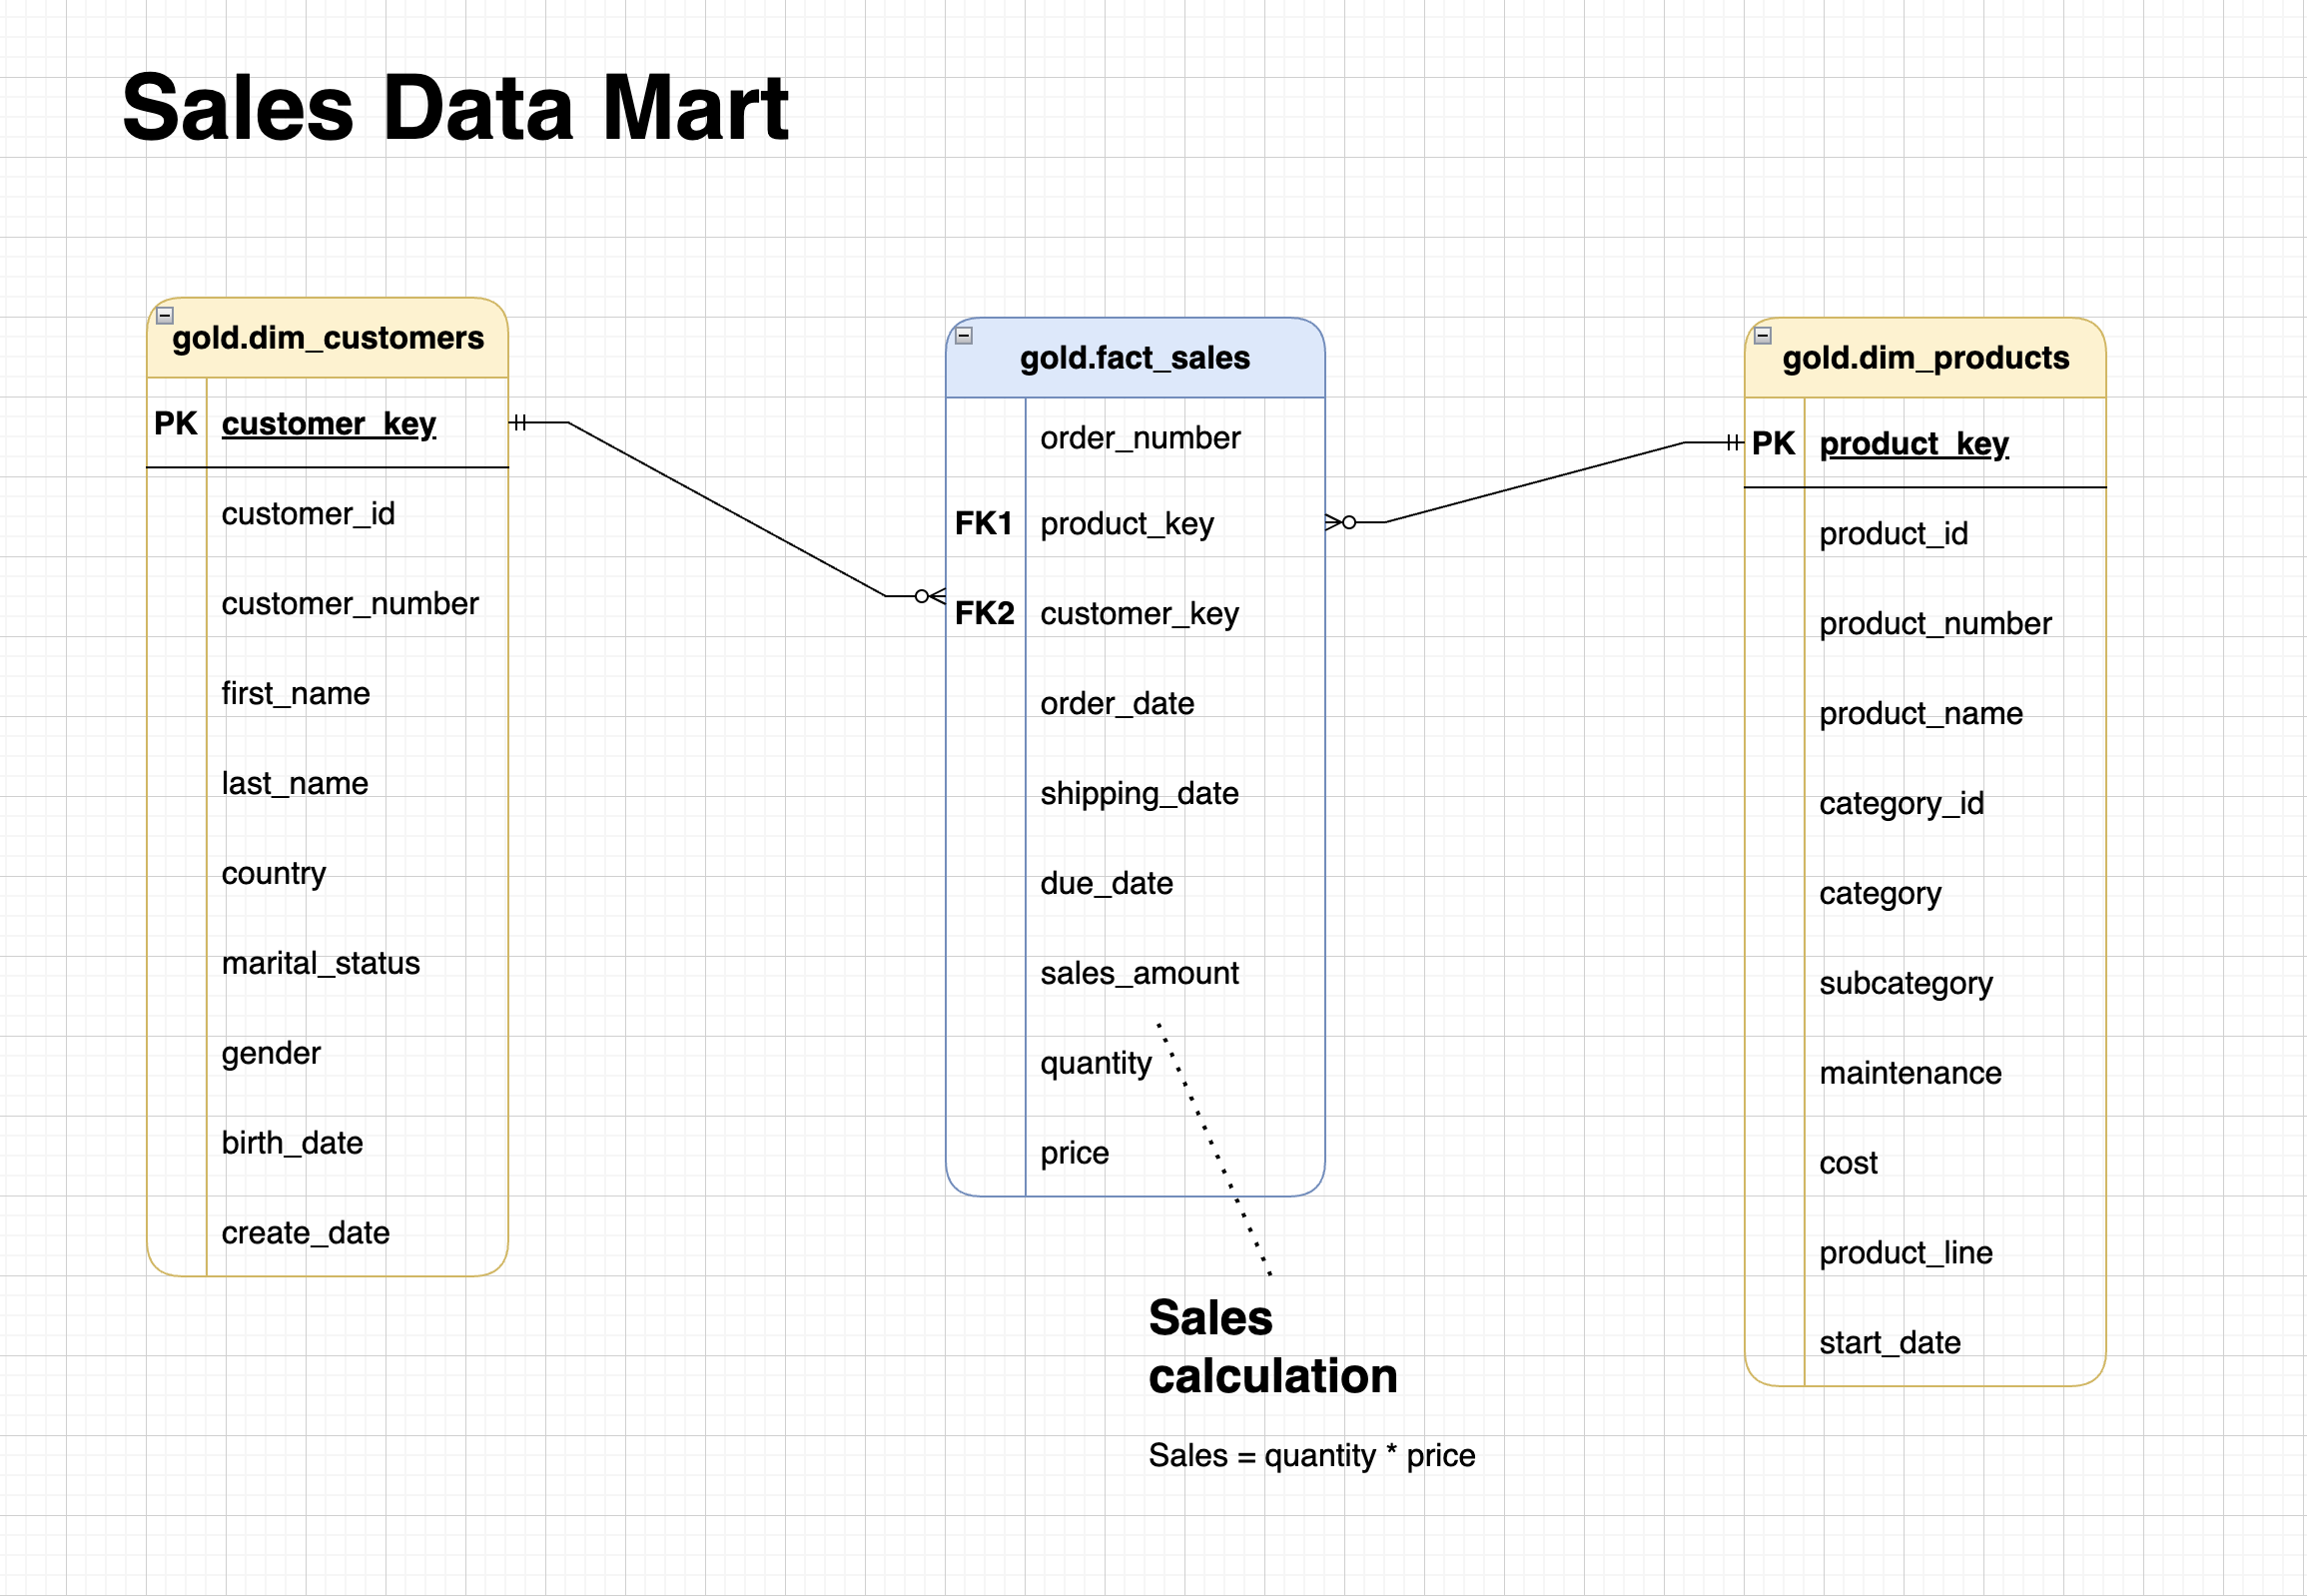 Sales Data Mart
gold.dim_customers
PK customer_key
customer_id
customer_number
first_name
last_name
country
marital_status
gender
birth_date
create_date
gold.fact_sales
order_number
FK1 product_key
FK2 customer_key
order_date
shipping_date
due_date
sales_amount
quantity
price
Sales
calculation
Sales = quantity * price
gold.dim_products
PK product_key
product_id
product_number
product_name
category_id
category
subcategory
maintenance
cost
product_line
start_date